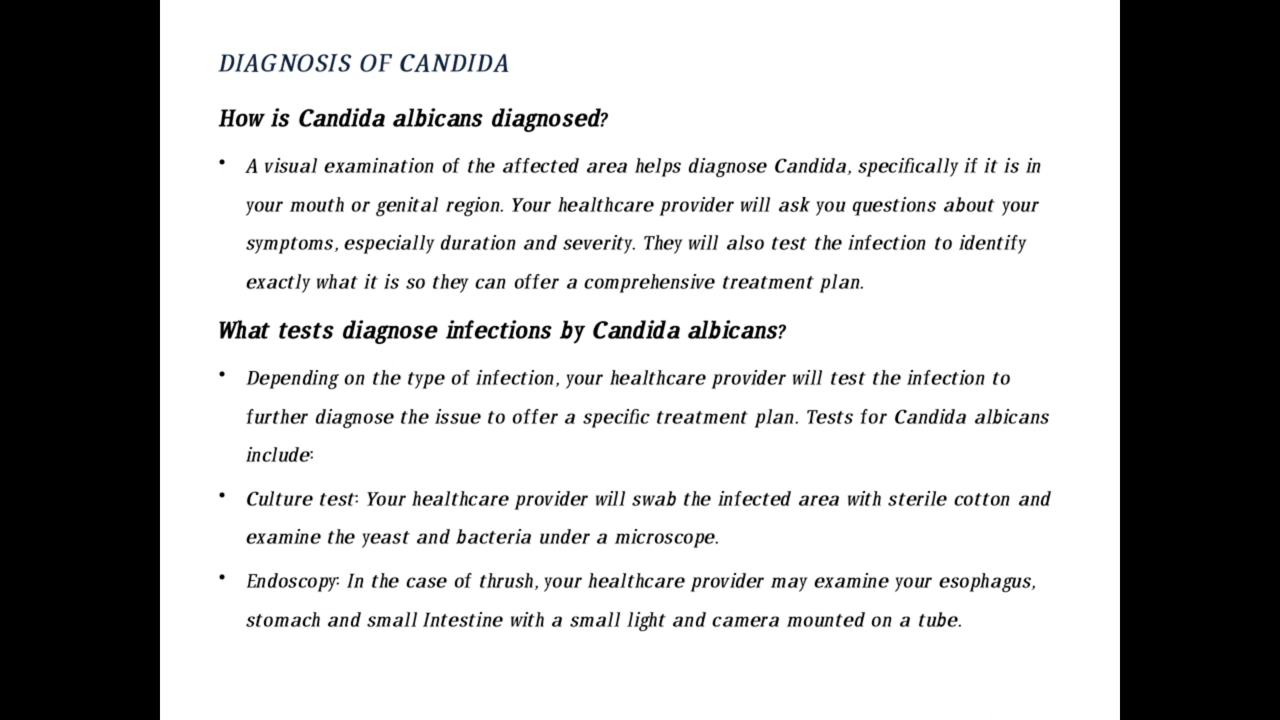 DIAGNOSIS OF CANDIDA
How is Candida albicans diagnosed?
• A visual examination of the affected area helps diagnose Candida, specifically if it is in
your mouth or genital region. Your healthcare provider will ask you questions about your
symptoms, especially duration and severity. They will also test the infection to identify
exactly what it is so they can offer a comprehensive treatment plan.
What tests diagnose infections by Candida albicans?
• Depending on the type of infection, your healthcare provider will test the infection to
further diagnose the issue to offer a specific treatment plan. Tests for Candida albicans
include:
• Culture test: Your healthcare provider will swab the infected area with sterile cotton and
examine the yeast and bacteria under a microscope.
• Endoscopy: In the case of thrush, your healthcare provider may examine your esophagus,
stomach and small Intestine with a small light and camera mounted on a tube.